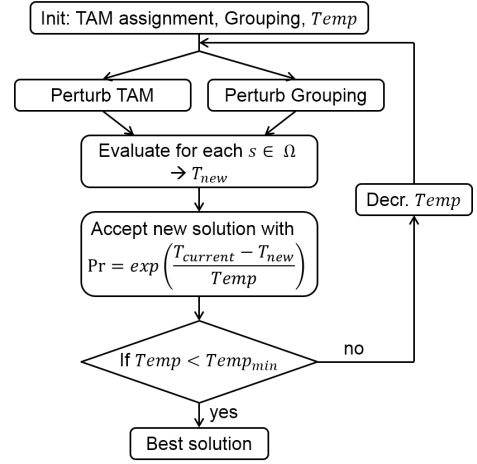 Init: TAM assignment, Grouping, Temp
Perturb TAM
Perturb Grouping
Evaluate for each s ∈ Ω
→ T_new
Decr. Temp
Accept new solution with
Pr = exp((T_current − T_new)/Temp)
If Temp < Temp_min
no
yes
Best solution